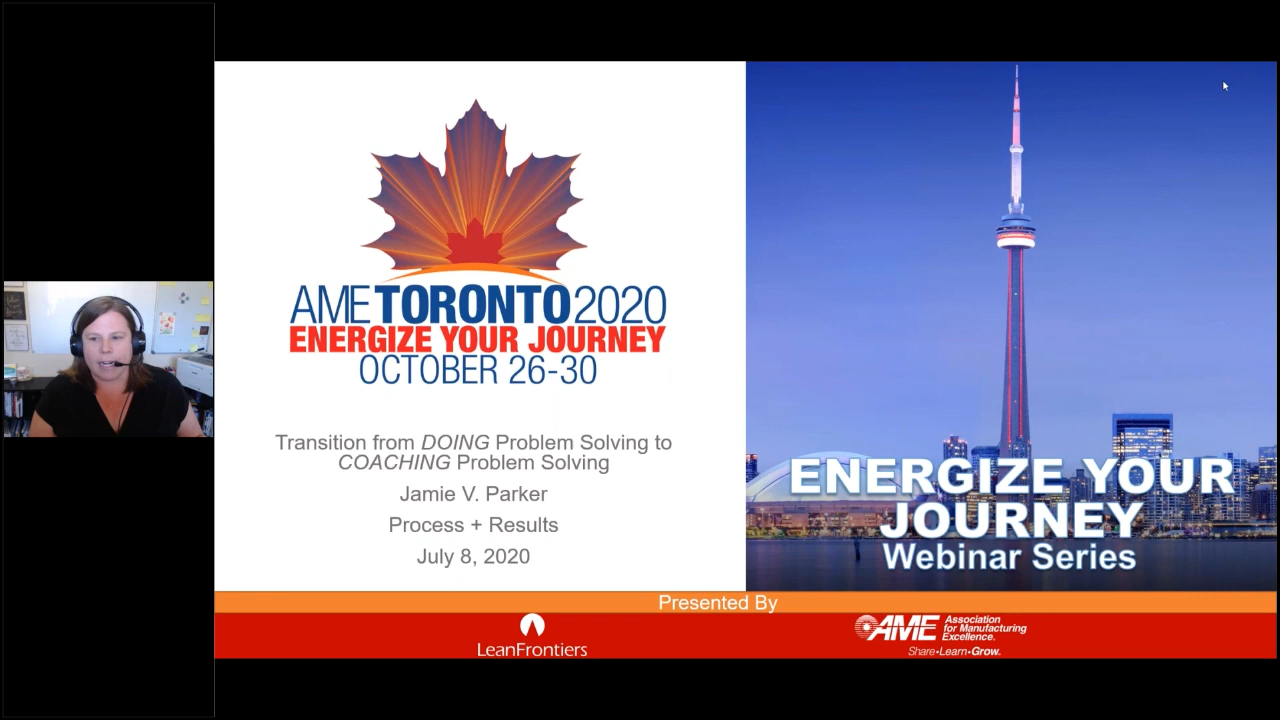 AMETORONTO2020
ENERGIZE YOUR JOURNEY
OCTOBER 26-30
Transition from DOING Problem Solving to
COACHING Problem Solving
Jamie V. Parker
Process + Results
July 8, 2020
ENERGIZE YOUR
JOURNEY
Webinar Series
Presented By
LeanFrontiers
AME Association
for Manufacturing
Excellence.
Share•Learn•Grow.